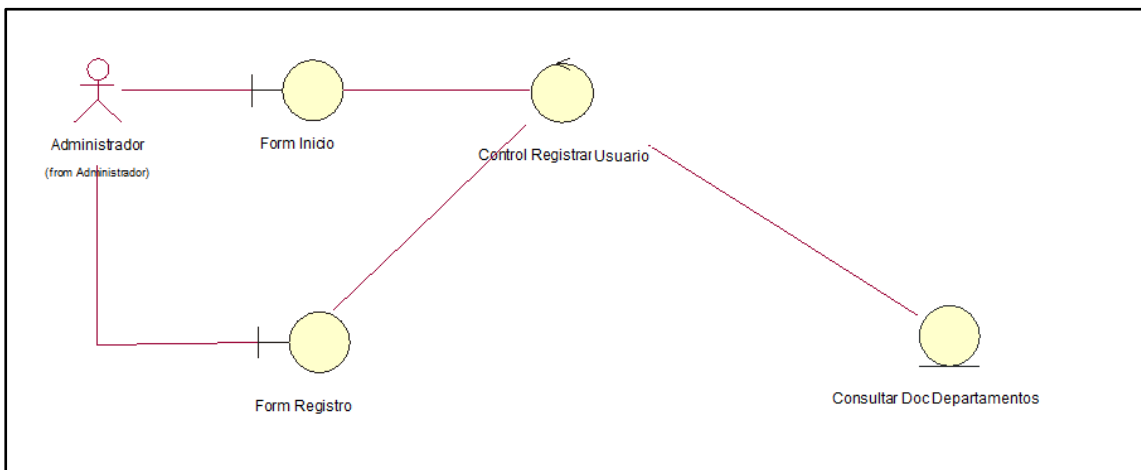 Administrador
(from Administrador)
Form Inicio
Control Registrar Usuario
Form Registro
Consultar Doc Departamentos